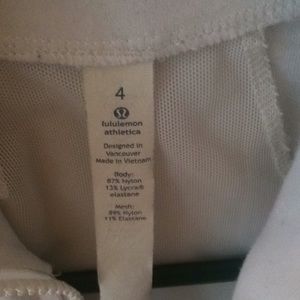 4
lululemon
athletica
Designed in
Vancouver
Made in Vietnam
Body:
87% Nylon
13% Lycra®
elastane
Mesh:
89% Nylon
11% Elastane